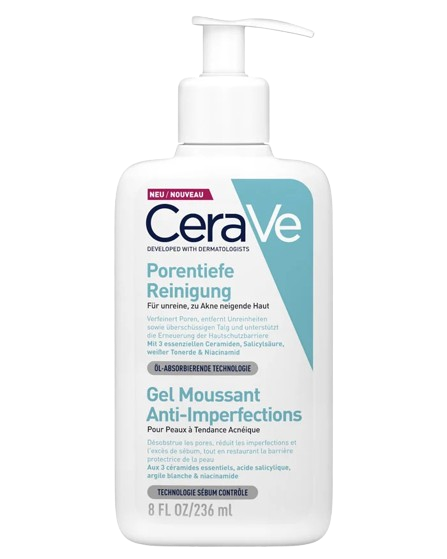 NEU / NOUVEAU
CeraVe
DEVELOPED WITH DERMATOLOGISTS
Porentiefe
Reinigung
Für unreine, zu Akne neigende Haut
Verfeinert Poren, entfernt Unreinheiten
sowie überschüssigen Talg und unterstützt
die Erneuerung der Hautschutzbarriere
Mit 3 essenziellen Ceramiden, Salicylsäure,
weißer Tonerde & Niacinamid
ÖL-ABSORBIERENDE TECHNOLOGIE
Gel Moussant
Anti-Imperfections
Pour Peaux à Tendance Acnéique
Désobstrue les pores, réduit les imperfections et
l'excès de sébum, tout en restaurant la barrière
protectrice de la peau
Aux 3 céramides essentiels, acide salicylique,
argile blanche & niacinamide
TECHNOLOGIE SÉBUM CONTRÔLE
8 FL OZ/236 ml